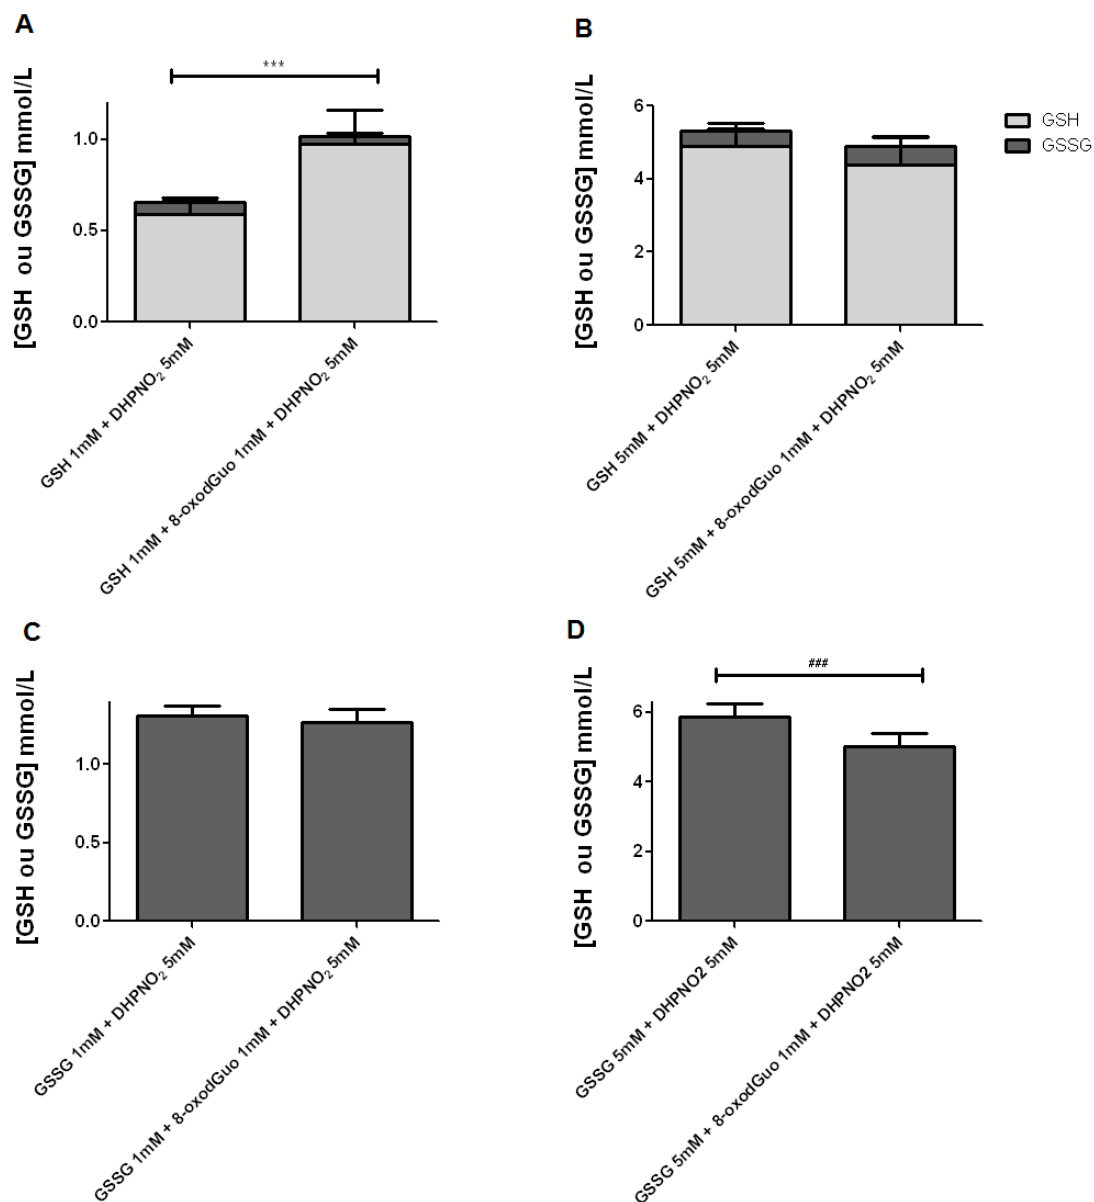 A
[GSH ou GSSG] mmol/L
***
1.0
0.5
0.0
GSH 1mM + DHPNO₂ 5mM
GSH 1mM + 8-oxodGuo 1mM + DHPNO₂ 5mM
B
[GSH ou GSSG] mmol/L
6
4
2
0
GSH 5mM + DHPNO₂ 5mM
GSH 5mM + 8-oxodGuo 1mM + DHPNO₂ 5mM
GSH
GSSG
C
[GSH ou GSSG] mmol/L
1.0
0.5
0.0
GSSG 1mM + DHPNO₂ 5mM
GSSG 1mM + 8-oxodGuo 1mM + DHPNO₂ 5mM
D
[GSH ou GSSG] mmol/L
###
6
4
2
0
GSSG 5mM + DHPNO2 5mM
GSSG 5mM + 8-oxodGuo 1mM + DHPNO2 5mM